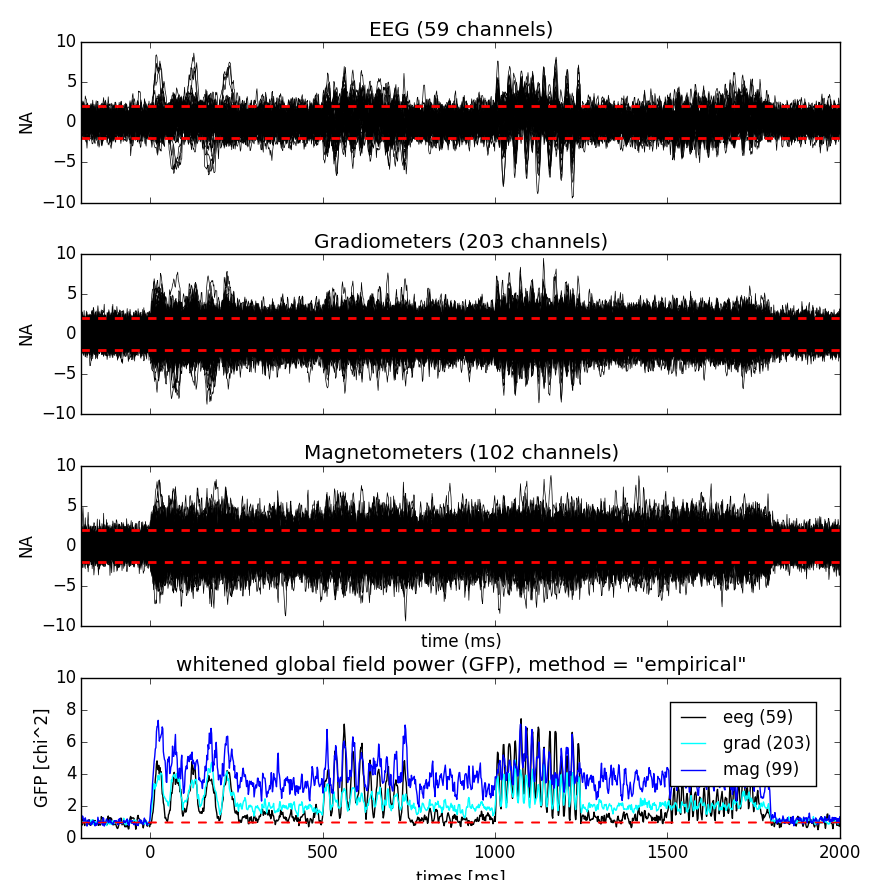 EEG (59 channels)
10
5
0
−5
−10
NA
Gradiometers (203 channels)
10
5
0
−5
−10
NA
Magnetometers (102 channels)
10
5
0
−5
−10
NA
time (ms)
whitened global field power (GFP), method = "empirical"
10
8
6
4
2
0
GFP [chi^2]
eeg (59)
grad (203)
mag (99)
0 500 1000 1500 2000
times [ms]